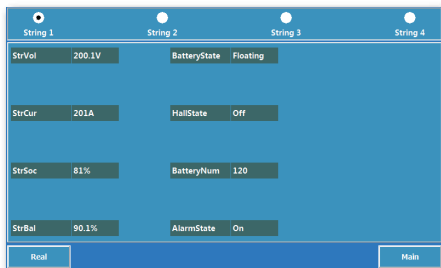 String 1 String 2 String 3 String 4
StrVol 200.1V BatteryState Floating
StrCur 201A HallState Off
StrSoc 81% BatteryNum 120
StrBal 90.1% AlarmState On
Real Main